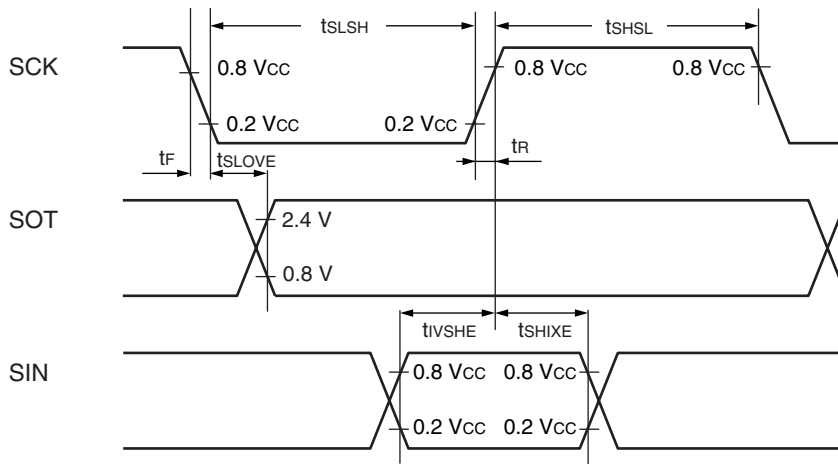 tSLSH tSHSL
SCK 0.8 VCC 0.8 VCC 0.8 VCC
0.2 VCC 0.2 VCC
tF tSLOVE tR
SOT 2.4 V
0.8 V
tIVSHE tSHIXE
SIN 0.8 VCC 0.8 VCC
0.2 VCC 0.2 VCC